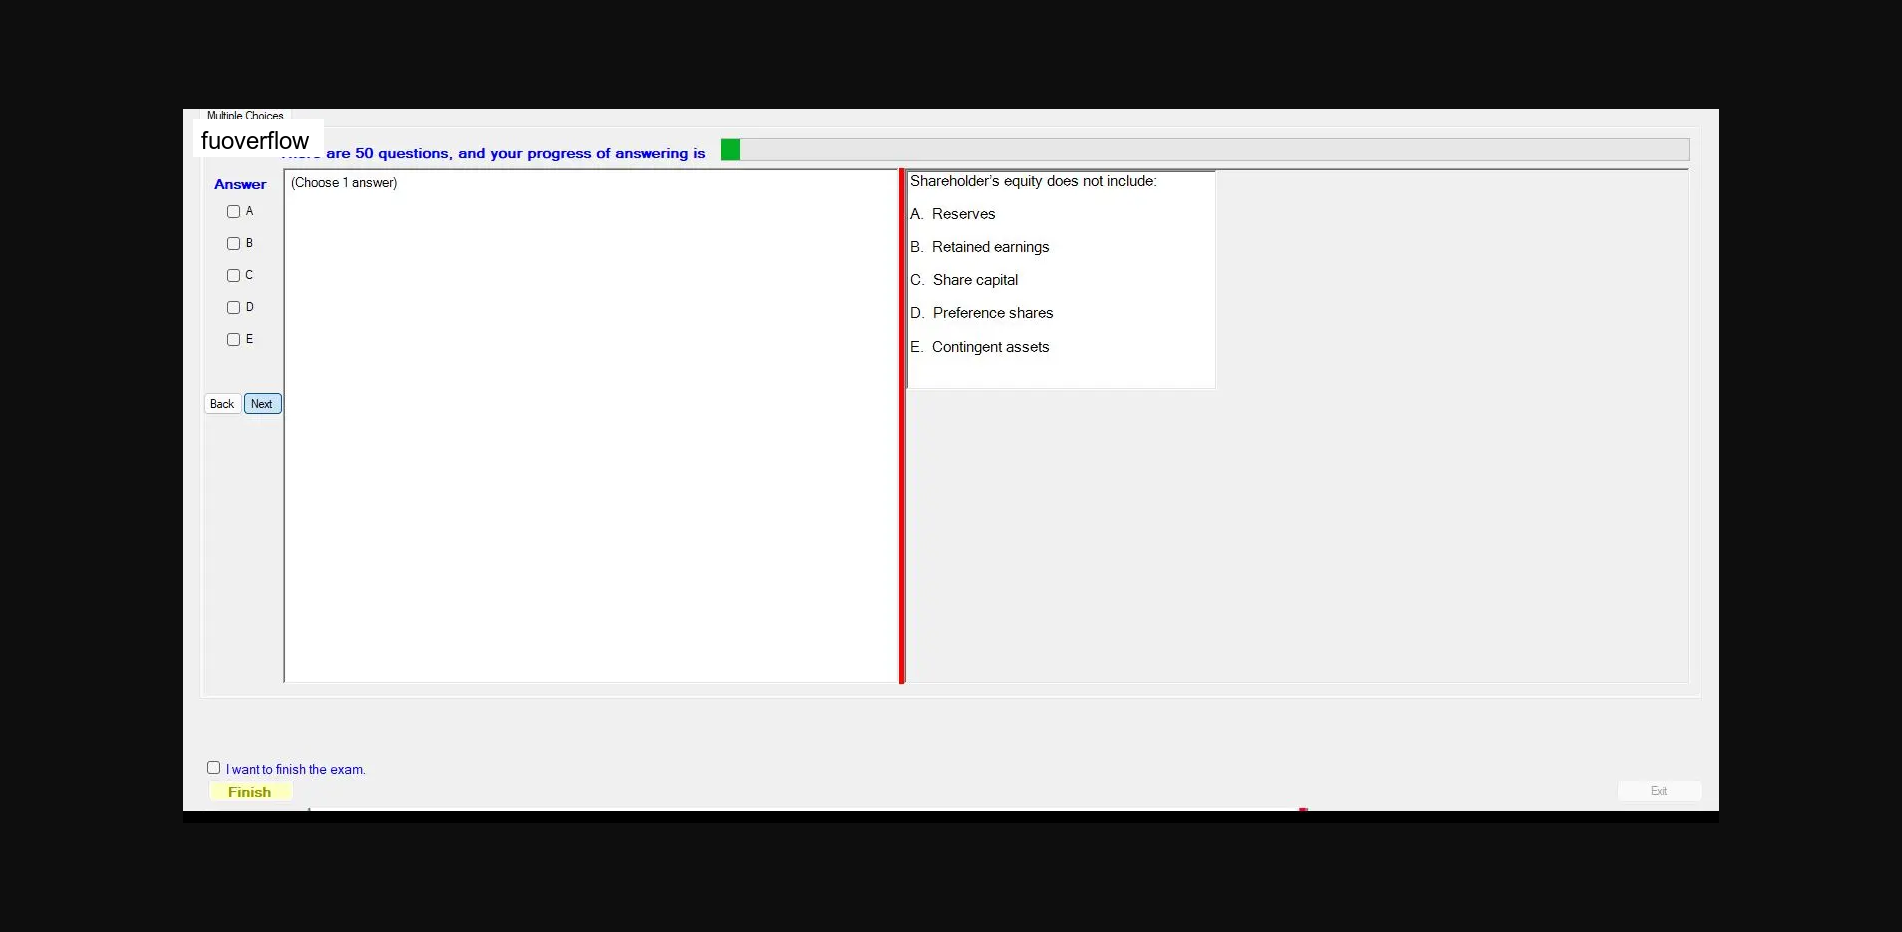 Multiple Choices
fuoverflow
are 50 questions, and your progress of answering is
Answer
(Choose 1 answer)
A
B
C
D
E
Back Next
Shareholder's equity does not include:
A. Reserves
B. Retained earnings
C. Share capital
D. Preference shares
E. Contingent assets
I want to finish the exam.
Finish
Exit